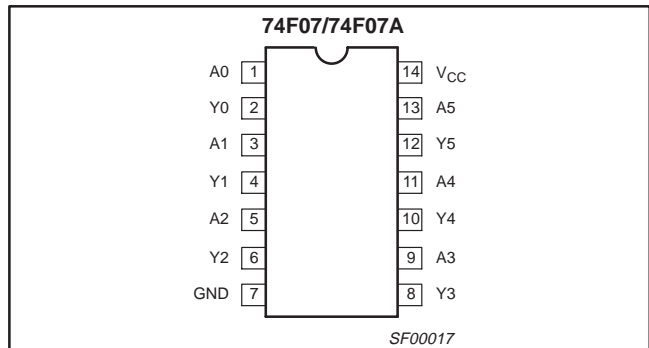 74F07/74F07A
A0 1 14 VCC
Y0 2 13 A5
A1 3 12 Y5
Y1 4 11 A4
A2 5 10 Y4
Y2 6 9 A3
GND 7 8 Y3
SF00017